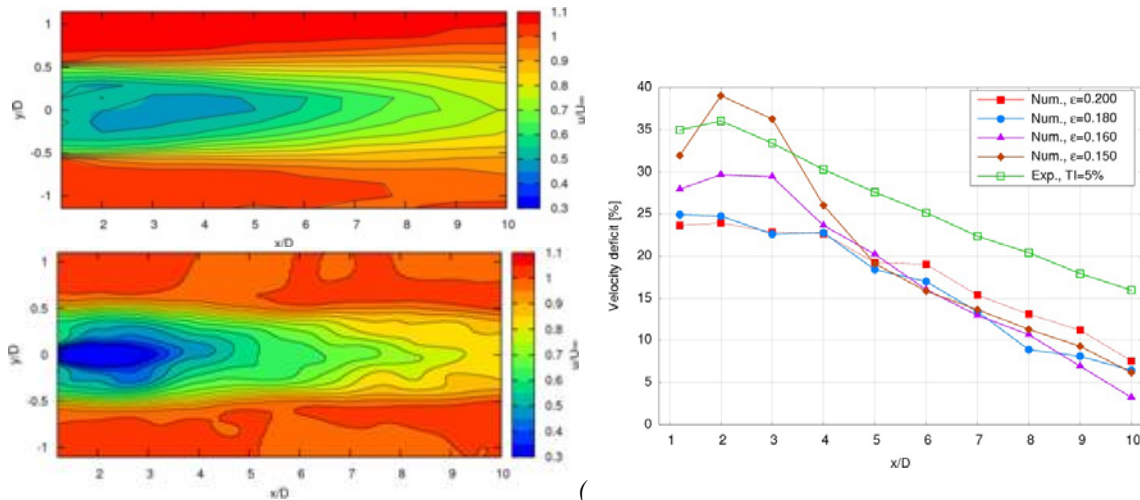 1
0.5
0
-0.5
-1
y/D
2 3 4 5 6 7 8 9 10
x/D
1.1
1
0.9
0.8
0.7
0.6
0.5
0.4
0.3
u/U∞
1
0.5
0
-0.5
-1
y/D
2 3 4 5 6 7 8 9 10
x/D
1.1
1
0.9
0.8
0.7
0.6
0.5
0.4
0.3
u/U∞
(
40
35
30
25
20
15
10
5
0
Velocity deficit [%]
1 2 3 4 5 6 7 8 9 10
x/D
Num., ε=0.200
Num., ε=0.180
Num., ε=0.160
Num., ε=0.150
Exp., TI=5%